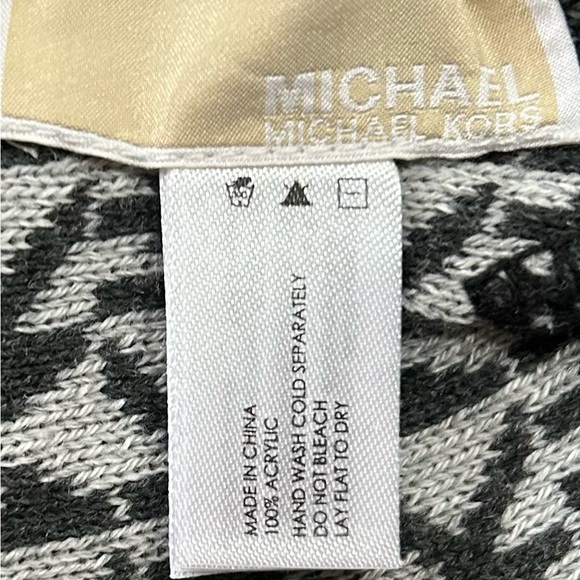 MICHAEL
MICHAEL KORS
MADE IN CHINA
100% ACRYLIC
HAND WASH COLD SEPARATELY
DO NOT BLEACH
LAY FLAT TO DRY